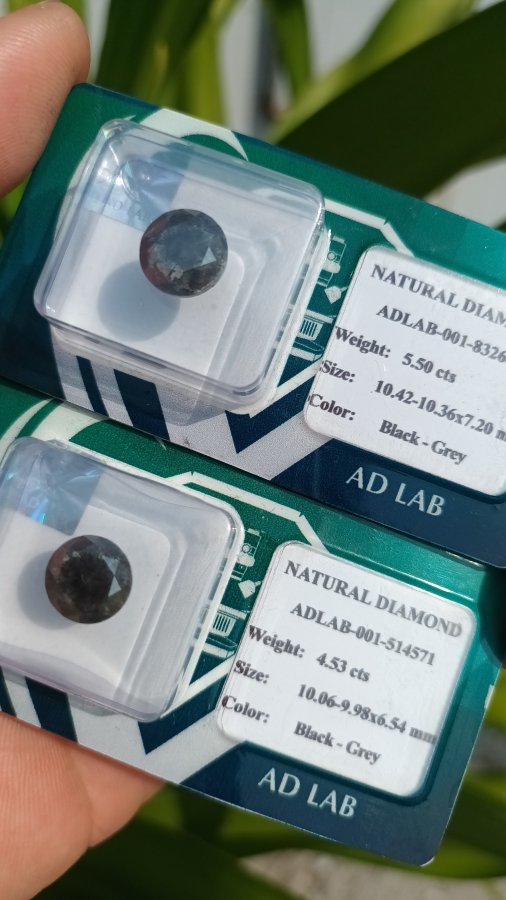 NATURAL DIAM
ADLAB-001-8326
Weight: 5.50 cts
Size: 10.42-10.36x7.20 m
Color: Black - Grey
AD LAB
NATURAL DIAMOND
ADLAB-001-514571
Weight: 4.53 cts
Size: 10.06-9.98x6.54 mm
Color: Black - Grey
AD LAB